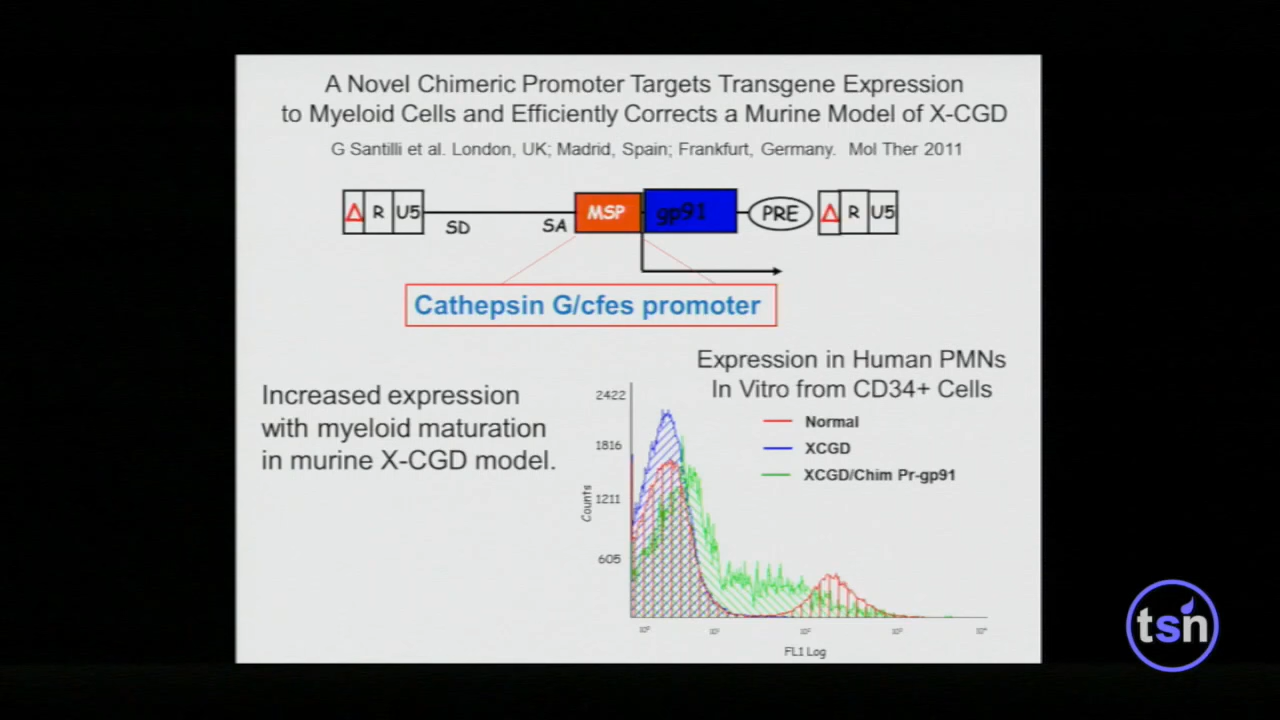 A Novel Chimeric Promoter Targets Transgene Expression
to Myeloid Cells and Efficiently Corrects a Murine Model of X-CGD
G Santilli et al. London, UK; Madrid, Spain; Frankfurt, Germany. Mol Ther 2011
Δ R U5 SD SA MSP gp91 PRE Δ R U5
Cathepsin G/cfes promoter
Increased expression
with myeloid maturation
in murine X-CGD model.
Expression in Human PMNs
In Vitro from CD34+ Cells
Normal
XCGD
XCGD/Chim Pr-gp91
2422
1816
1211
605
Counts
FL1 Log
tsn